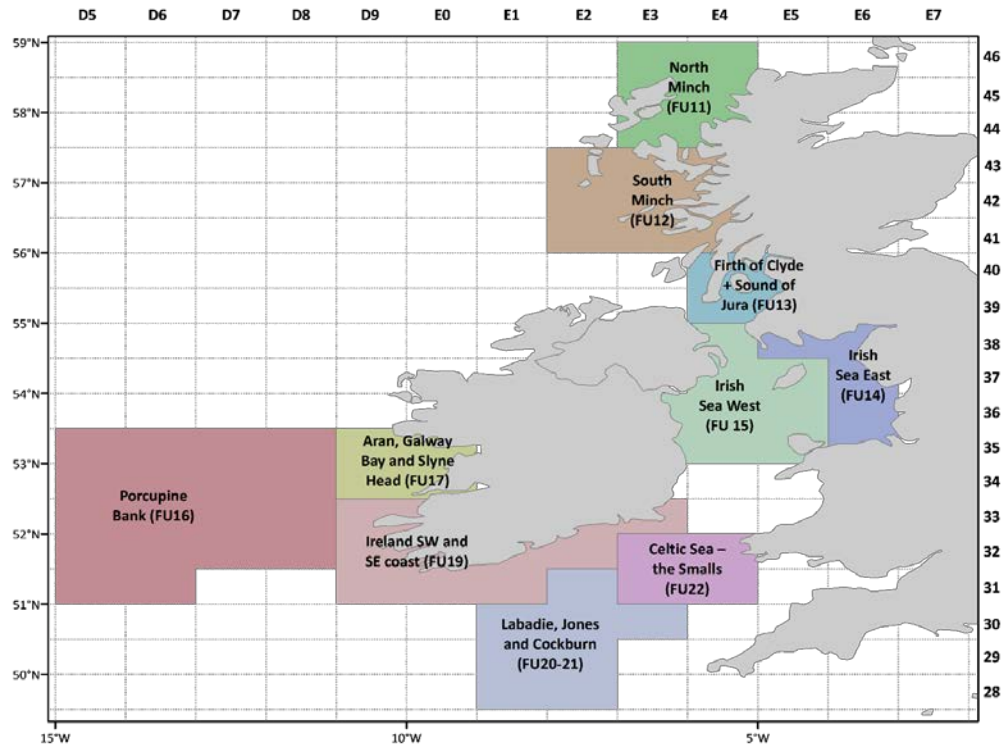 D5 D6 D7 D8 D9 E0 E1 E2 E3 E4 E5 E6 E7
59°N
58°N
57°N
56°N
55°N
54°N
53°N
52°N
51°N
50°N
46
45
44
43
42
41
40
39
38
37
36
35
34
33
32
31
30
29
28
North
Minch
(FU11)
South
Minch
(FU12)
Firth of Clyde
+ Sound of
Jura (FU13)
Irish
Sea East
(FU14)
Irish
Sea West
(FU 15)
Aran, Galway
Bay and Slyne
Head (FU17)
Porcupine
Bank (FU16)
Ireland SW and
SE coast (FU19)
Celtic Sea –
the Smalls
(FU22)
Labadie, Jones
and Cockburn
(FU20-21)
15°W 10°W 5°W